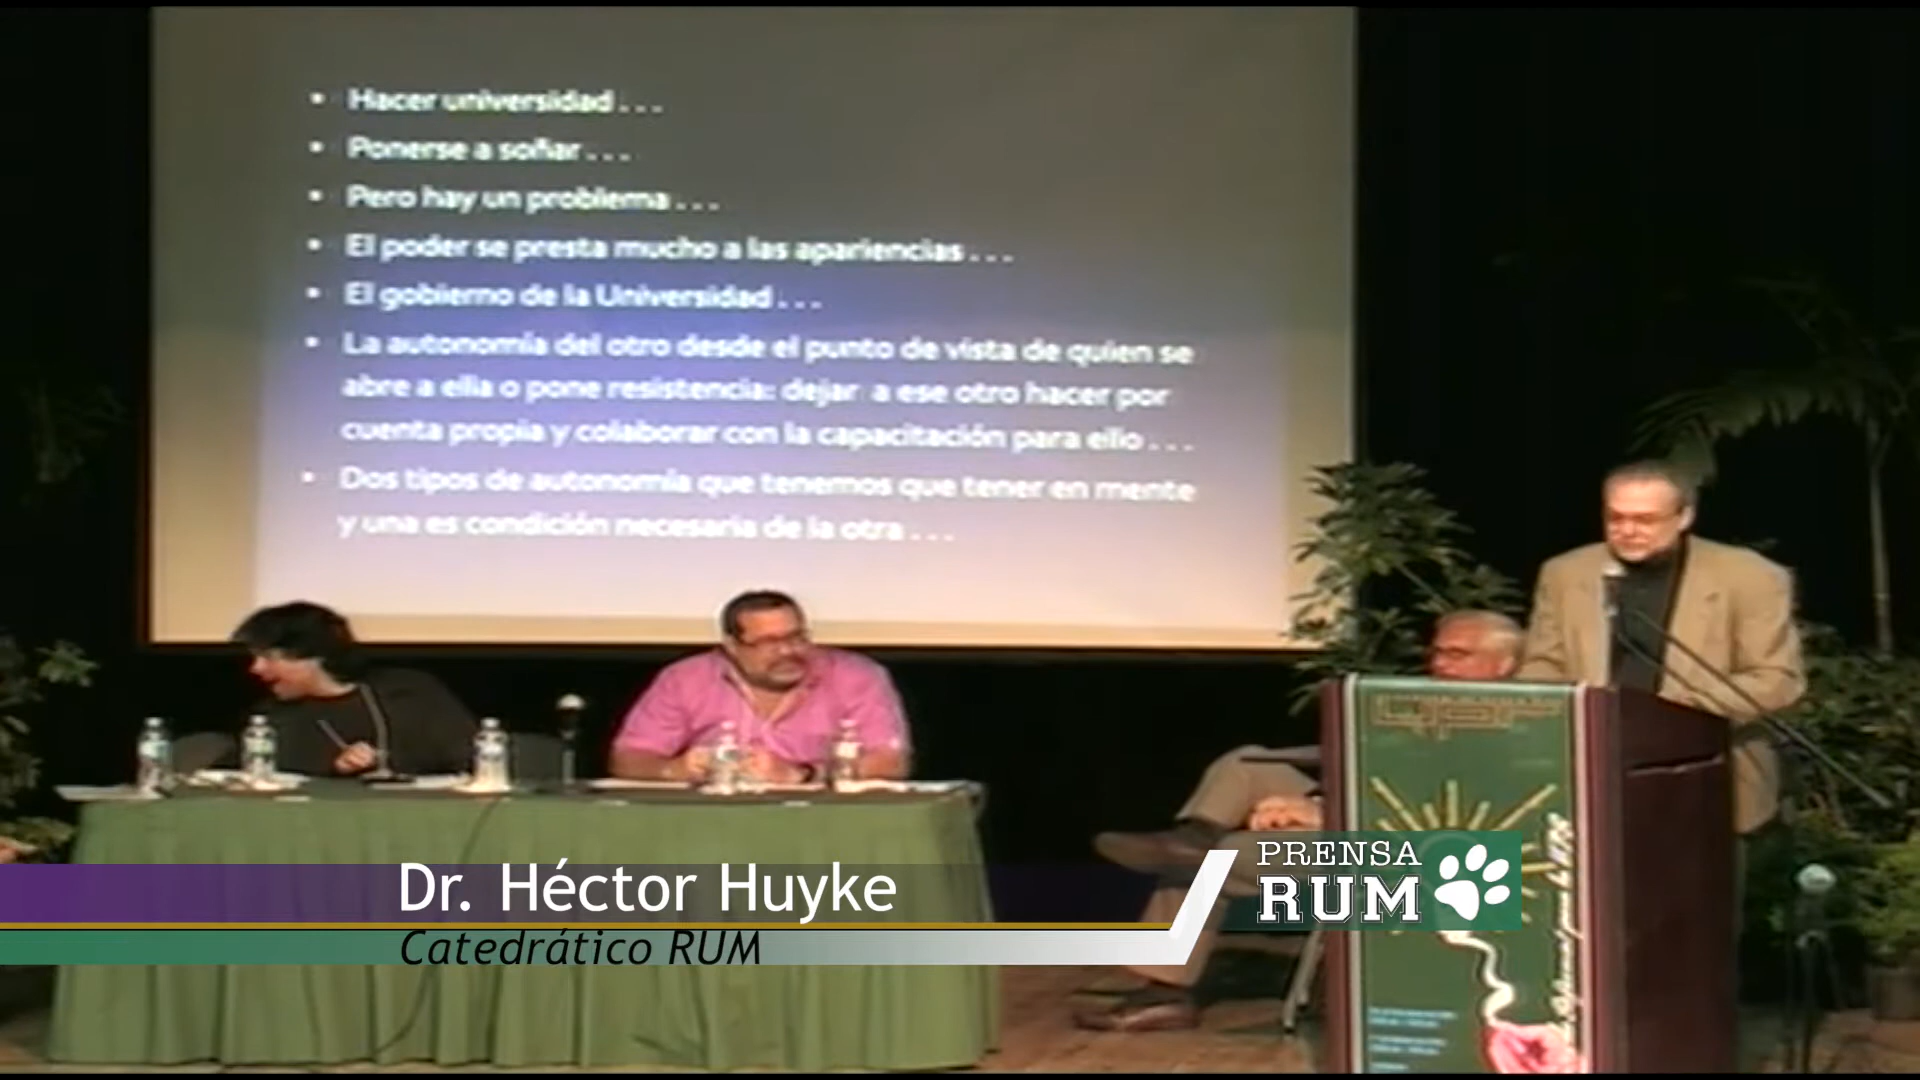 • Hacer universidad . . .
• Ponerse a soñar . . .
• Pero hay un problema . . .
• El poder se presta mucho a las apariencias . . .
• El gobierno de la Universidad . . .
• La autonomía del otro desde el punto de vista de quien se
abre a ella o pone resistencia: dejar a ese otro hacer por
cuenta propia y colaborar con la capacitación para ello . . .
• Dos tipos de autonomía que tenemos que tener en mente
y una es condición necesaria de la otra . . .
Dr. Héctor Huyke
Catedrático RUM
PRENSA
RUM